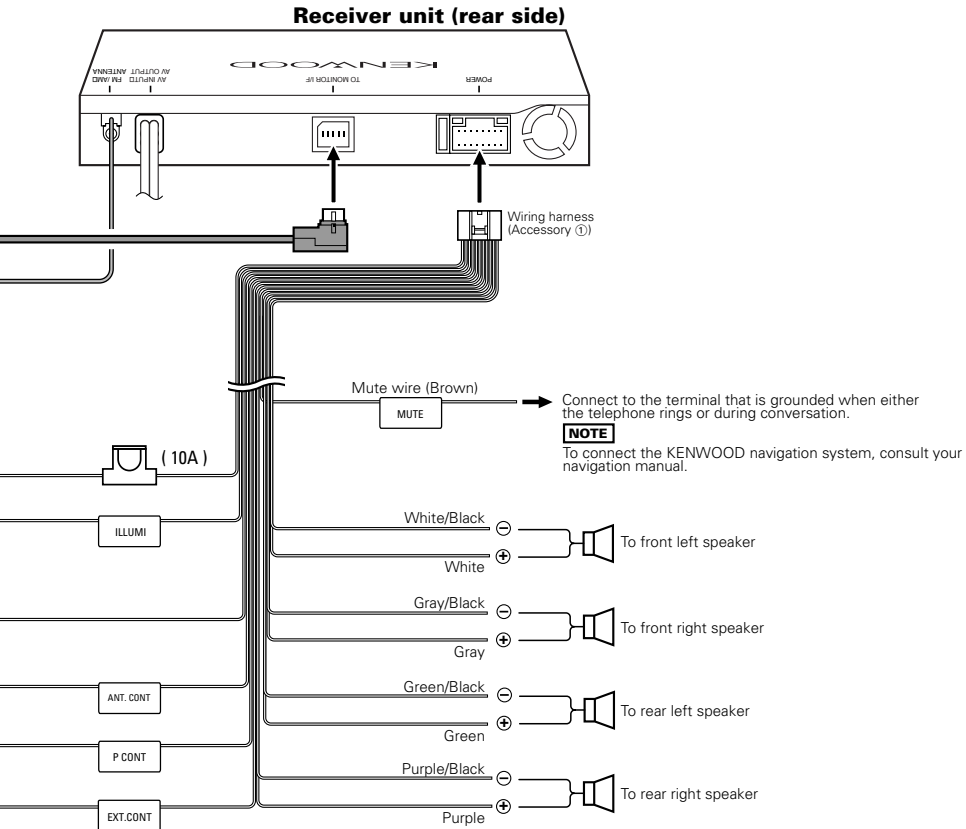 Receiver unit (rear side)
KENWOOD
FM /AM
ANTENNA
AV INPUT
AV OUTPUT
TO MONITOR I/F
POWER
Wiring harness
(Accessory ①)
Mute wire (Brown)
MUTE
Connect to the terminal that is grounded when either
the telephone rings or during conversation.
NOTE
To connect the KENWOOD navigation system, consult your
navigation manual.
( 10A )
ILLUMI
White/Black
⊖
⊕
White
To front left speaker
Gray/Black
⊖
⊕
Gray
To front right speaker
ANT. CONT
Green/Black
⊖
⊕
Green
To rear left speaker
P CONT
Purple/Black
⊖
⊕
Purple
To rear right speaker
EXT.CONT